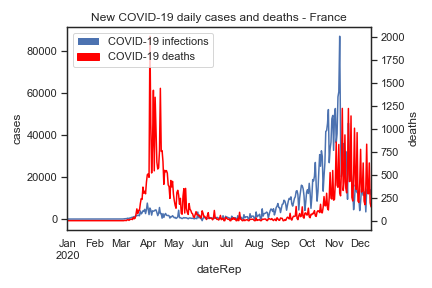 New COVID-19 daily cases and deaths - France
COVID-19 infections
COVID-19 deaths
cases
80000
60000
40000
20000
0
2000
1750
1500
1250
1000
750
500
250
0
deaths
Jan Feb Mar Apr May Jun Jul Aug Sep Oct Nov Dec
2020
dateRep